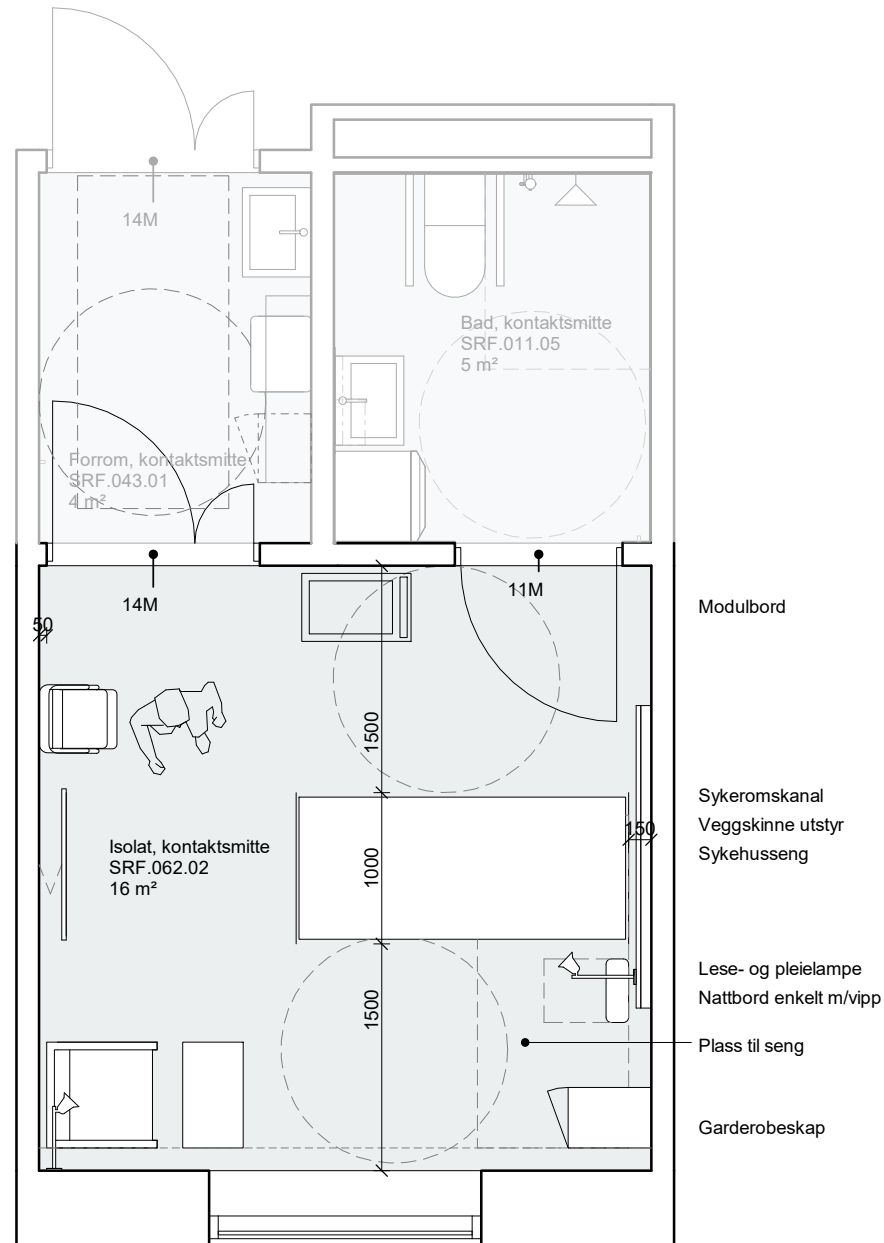 14M
Bad, kontaktsmitte
SRF.011.05
5 m²
Forrom, kontaktsmitte
SRF.043.01
4 m²
14M
11M
Modulbord
50
1500
Sykeromskanal
Veggskinne utstyr
Sykehusseng
150
Isolat, kontaktsmitte
SRF.062.02
16 m²
1000
Lese- og pleielampe
Nattbord enkelt m/vipp
1500
Plass til seng
Garderobeskap